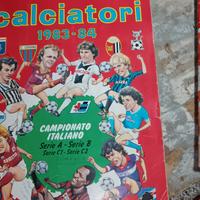 calciatori
1983-84
CAMPIONATO
ITALIANO
Serie A - Serie B
Serie C1 - Serie C2